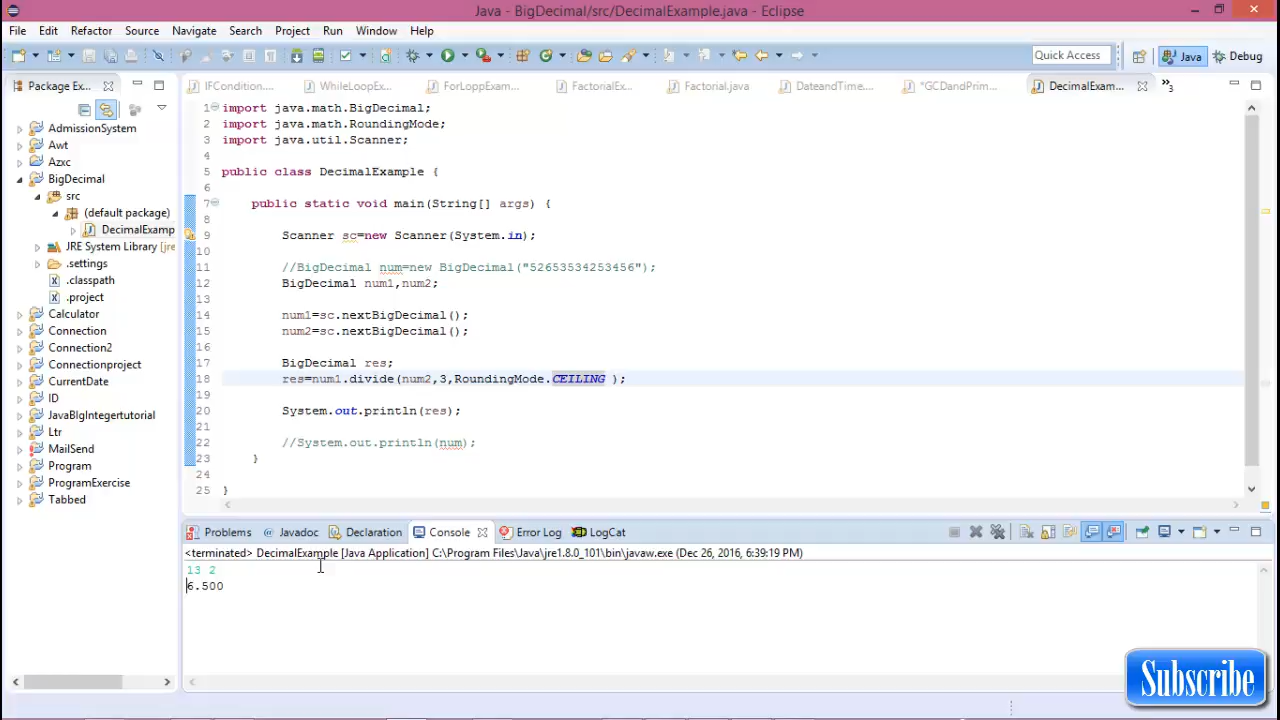 Java - BigDecimal/src/DecimalExample.java - Eclipse
File Edit Refactor Source Navigate Search Project Run Window Help
Quick Access Java Debug
Package Ex... IFCondition.... WhileLoopEx... ForLoppExam... FactorialEx... Factorial.java DateandTime.... *GCDandPrim... DecimalExam... »3
AdmissionSystem
Awt
Azxc
BigDecimal
src
(default package)
DecimalExamp
JRE System Library [jre
.settings
.classpath
.project
Calculator
Connection
Connection2
Connectionproject
CurrentDate
ID
JavaBIgIntegertutorial
Ltr
MailSend
Program
ProgramExercise
Tabbed
1 import java.math.BigDecimal;
2 import java.math.RoundingMode;
3 import java.util.Scanner;
4
5 public class DecimalExample {
6
7 public static void main(String[] args) {
8
9 Scanner sc=new Scanner(System.in);
10
11 //BigDecimal num=new BigDecimal("52653534253456");
12 BigDecimal num1,num2;
13
14 num1=sc.nextBigDecimal();
15 num2=sc.nextBigDecimal();
16
17 BigDecimal res;
18 res=num1.divide(num2,3,RoundingMode.CEILING );
19
20 System.out.println(res);
21
22 //System.out.println(num);
23 }
24
25 }
Problems @ Javadoc Declaration Console Error Log LogCat
<terminated> DecimalExample [Java Application] C:\Program Files\Java\jre1.8.0_101\bin\javaw.exe (Dec 26, 2016, 6:39:19 PM)
13 2
6.500
Subscribe